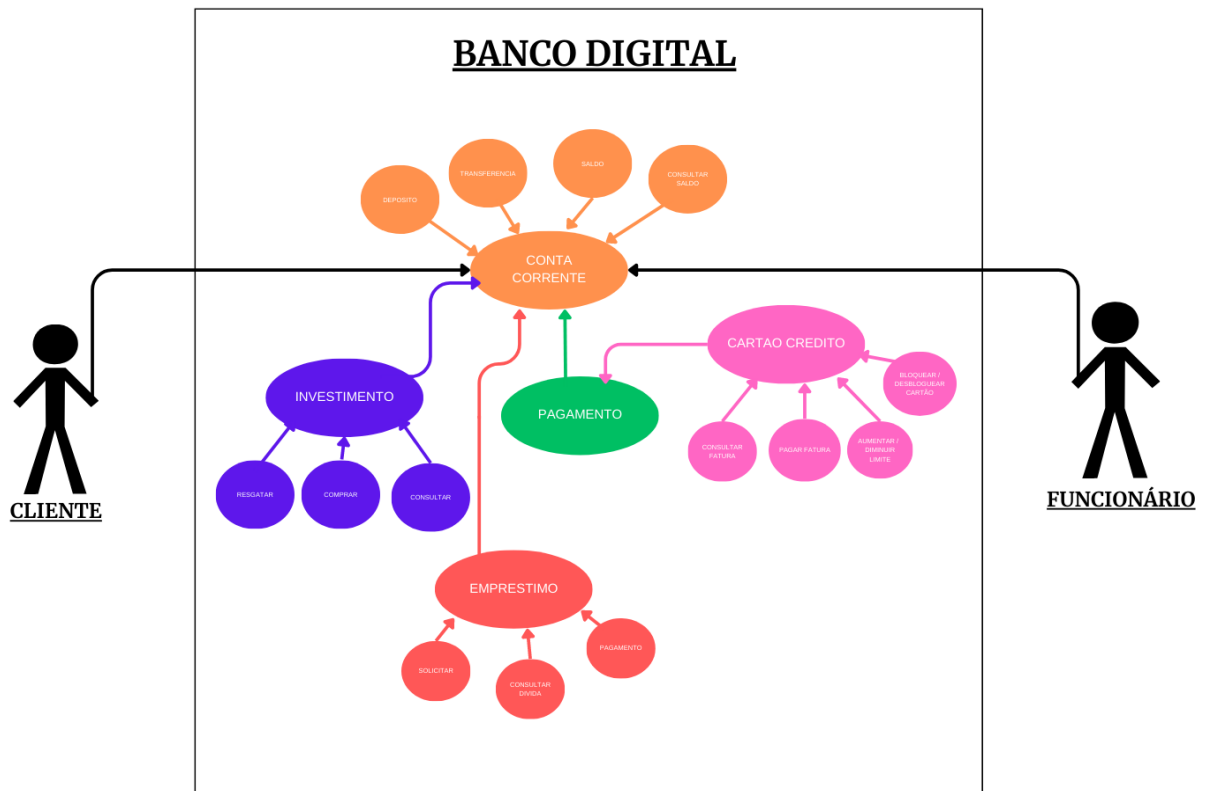 BANCO DIGITAL
DEPOSITO
TRANSFERENCIA
SALDO
CONSULTAR
SALDO
CONTA
CORRENTE
INVESTIMENTO
RESGATAR
COMPRAR
CONSULTAR
PAGAMENTO
CARTAO CREDITO
BLOQUEAR /
DESBLOGUEAR
CARTÃO
CONSULTAR
FATURA
PAGAR FATURA
AUMENTAR /
DIMINUIR
LIMITE
EMPRESTIMO
SOLICITAR
CONSULTAR
DIVIDA
PAGAMENTO
CLIENTE
FUNCIONÁRIO